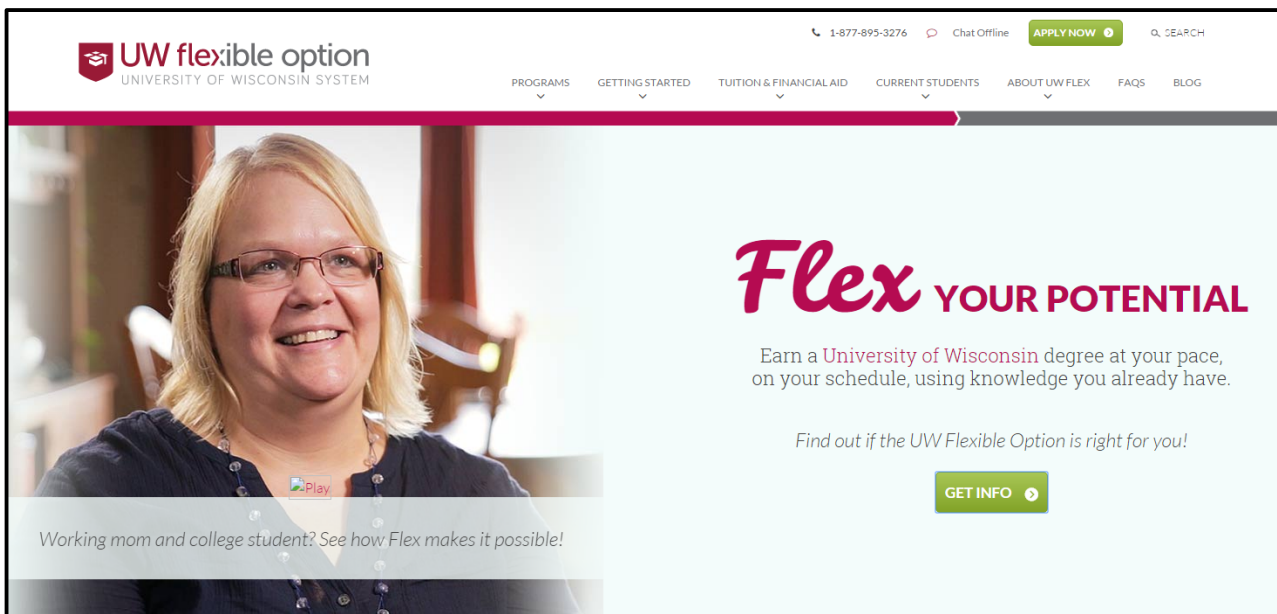 1-877-895-3276 Chat Offline APPLY NOW SEARCH
UW flexible option
UNIVERSITY OF WISCONSIN SYSTEM
PROGRAMS GETTING STARTED TUITION & FINANCIAL AID CURRENT STUDENTS ABOUT UW FLEX FAQS BLOG
Flex YOUR POTENTIAL
Earn a University of Wisconsin degree at your pace,
on your schedule, using knowledge you already have.
Find out if the UW Flexible Option is right for you!
GET INFO
Play
Working mom and college student? See how Flex makes it possible!